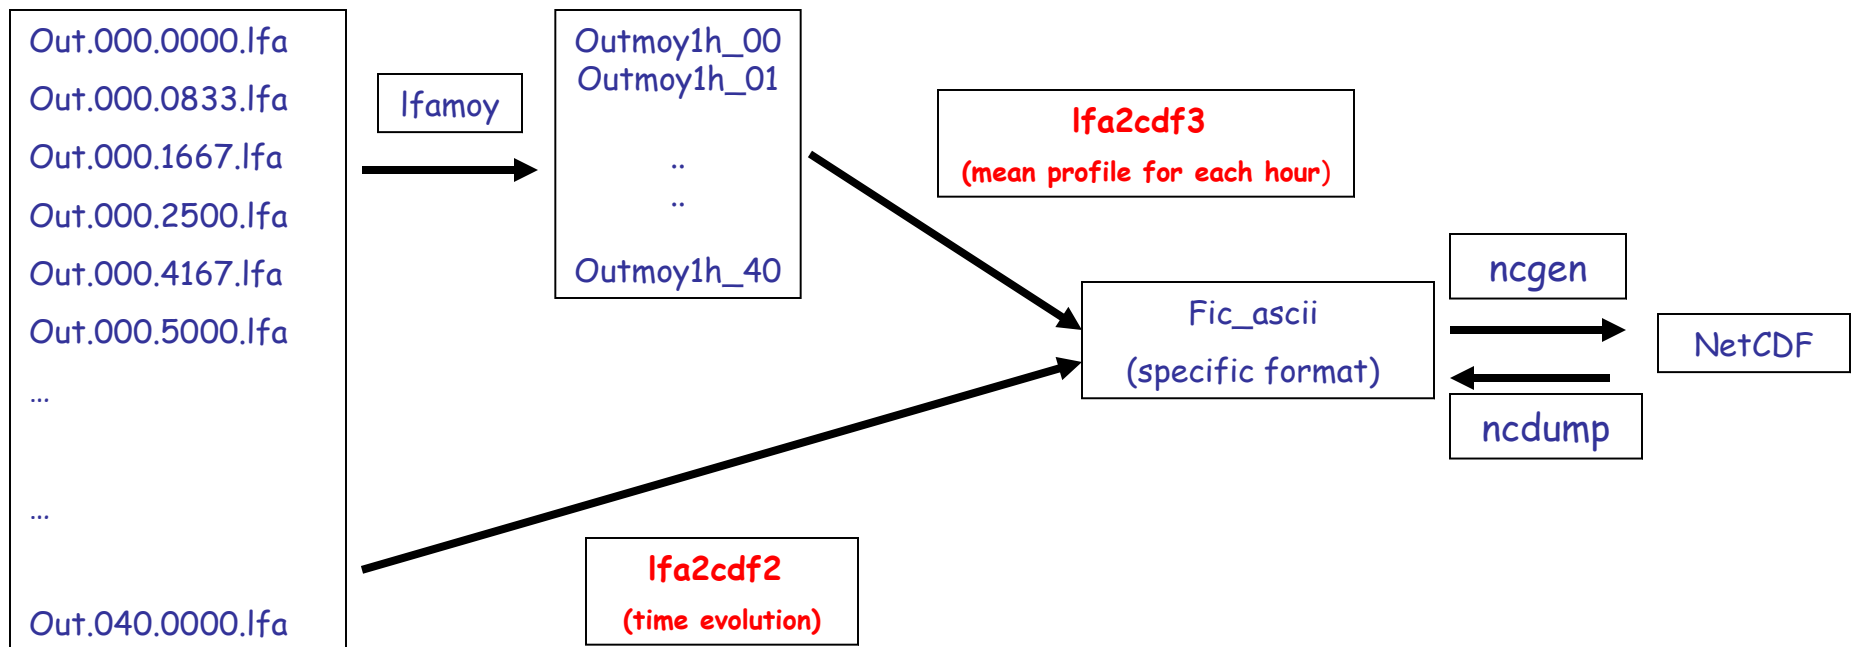 Out.000.0000.lfa
Out.000.0833.lfa
Out.000.1667.lfa
Out.000.2500.lfa
Out.000.4167.lfa
Out.000.5000.lfa
...
...
Out.040.0000.lfa
lfamoy
Outmoy1h_00
Outmoy1h_01
..
..
Outmoy1h_40
lfa2cdf3
(mean profile for each hour)
lfa2cdf2
(time evolution)
Fic_ascii
(specific format)
ncgen
ncdump
NetCDF